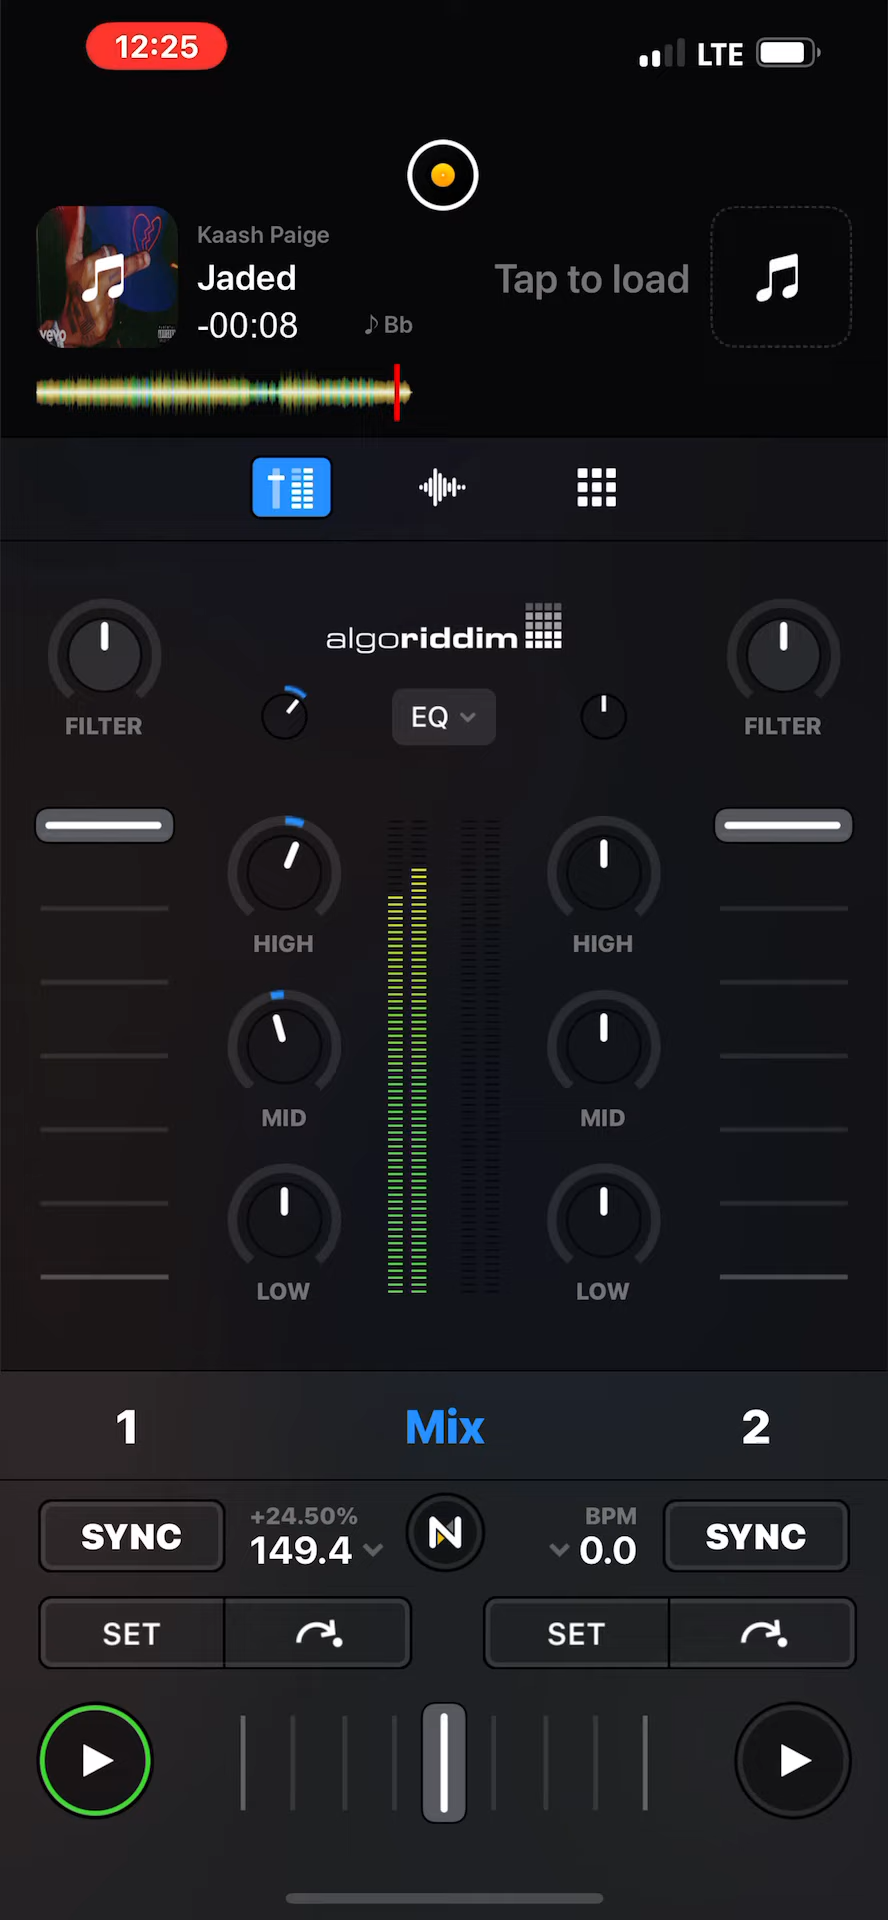 12:25
LTE
Kaash Paige
Jaded
-00:08
Bb
Tap to load
vevo
algoriddim
FILTER
EQ
FILTER
HIGH
HIGH
MID
MID
LOW
LOW
1
Mix
2
SYNC
+24.50%
149.4
N
BPM
0.0
SYNC
SET
SET